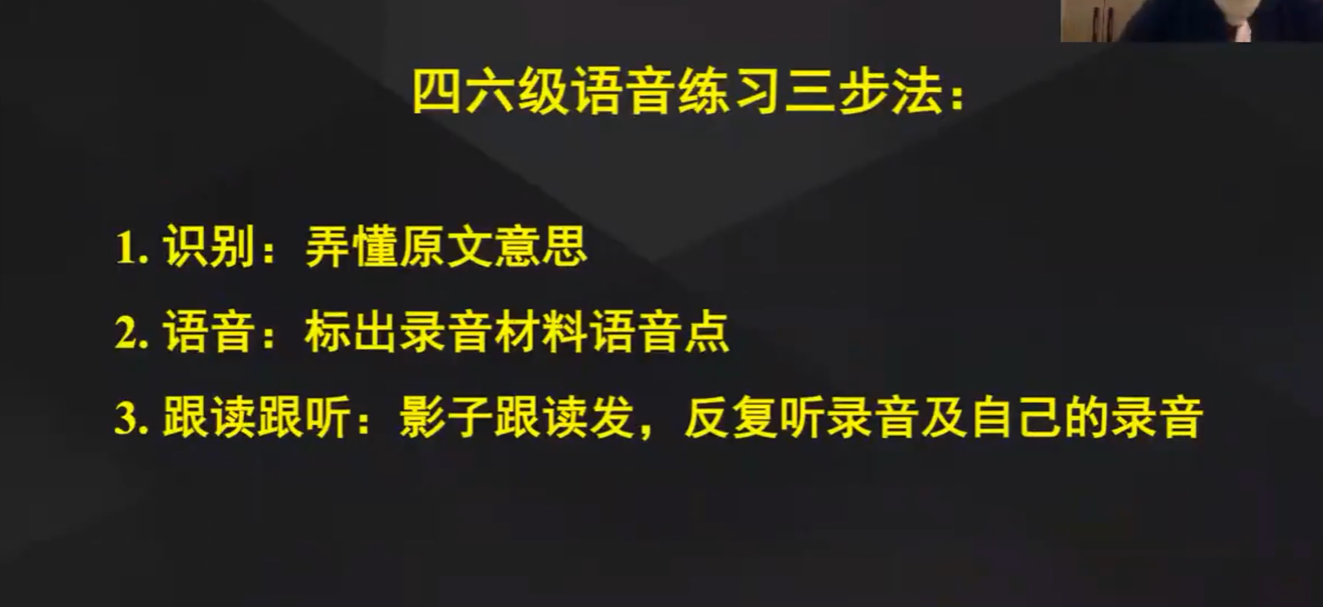 四六级语音练习三步法：
1. 识别：弄懂原文意思
2. 语音：标出录音材料语音点
3. 跟读跟听：影子跟读发，反复听录音及自己的录音